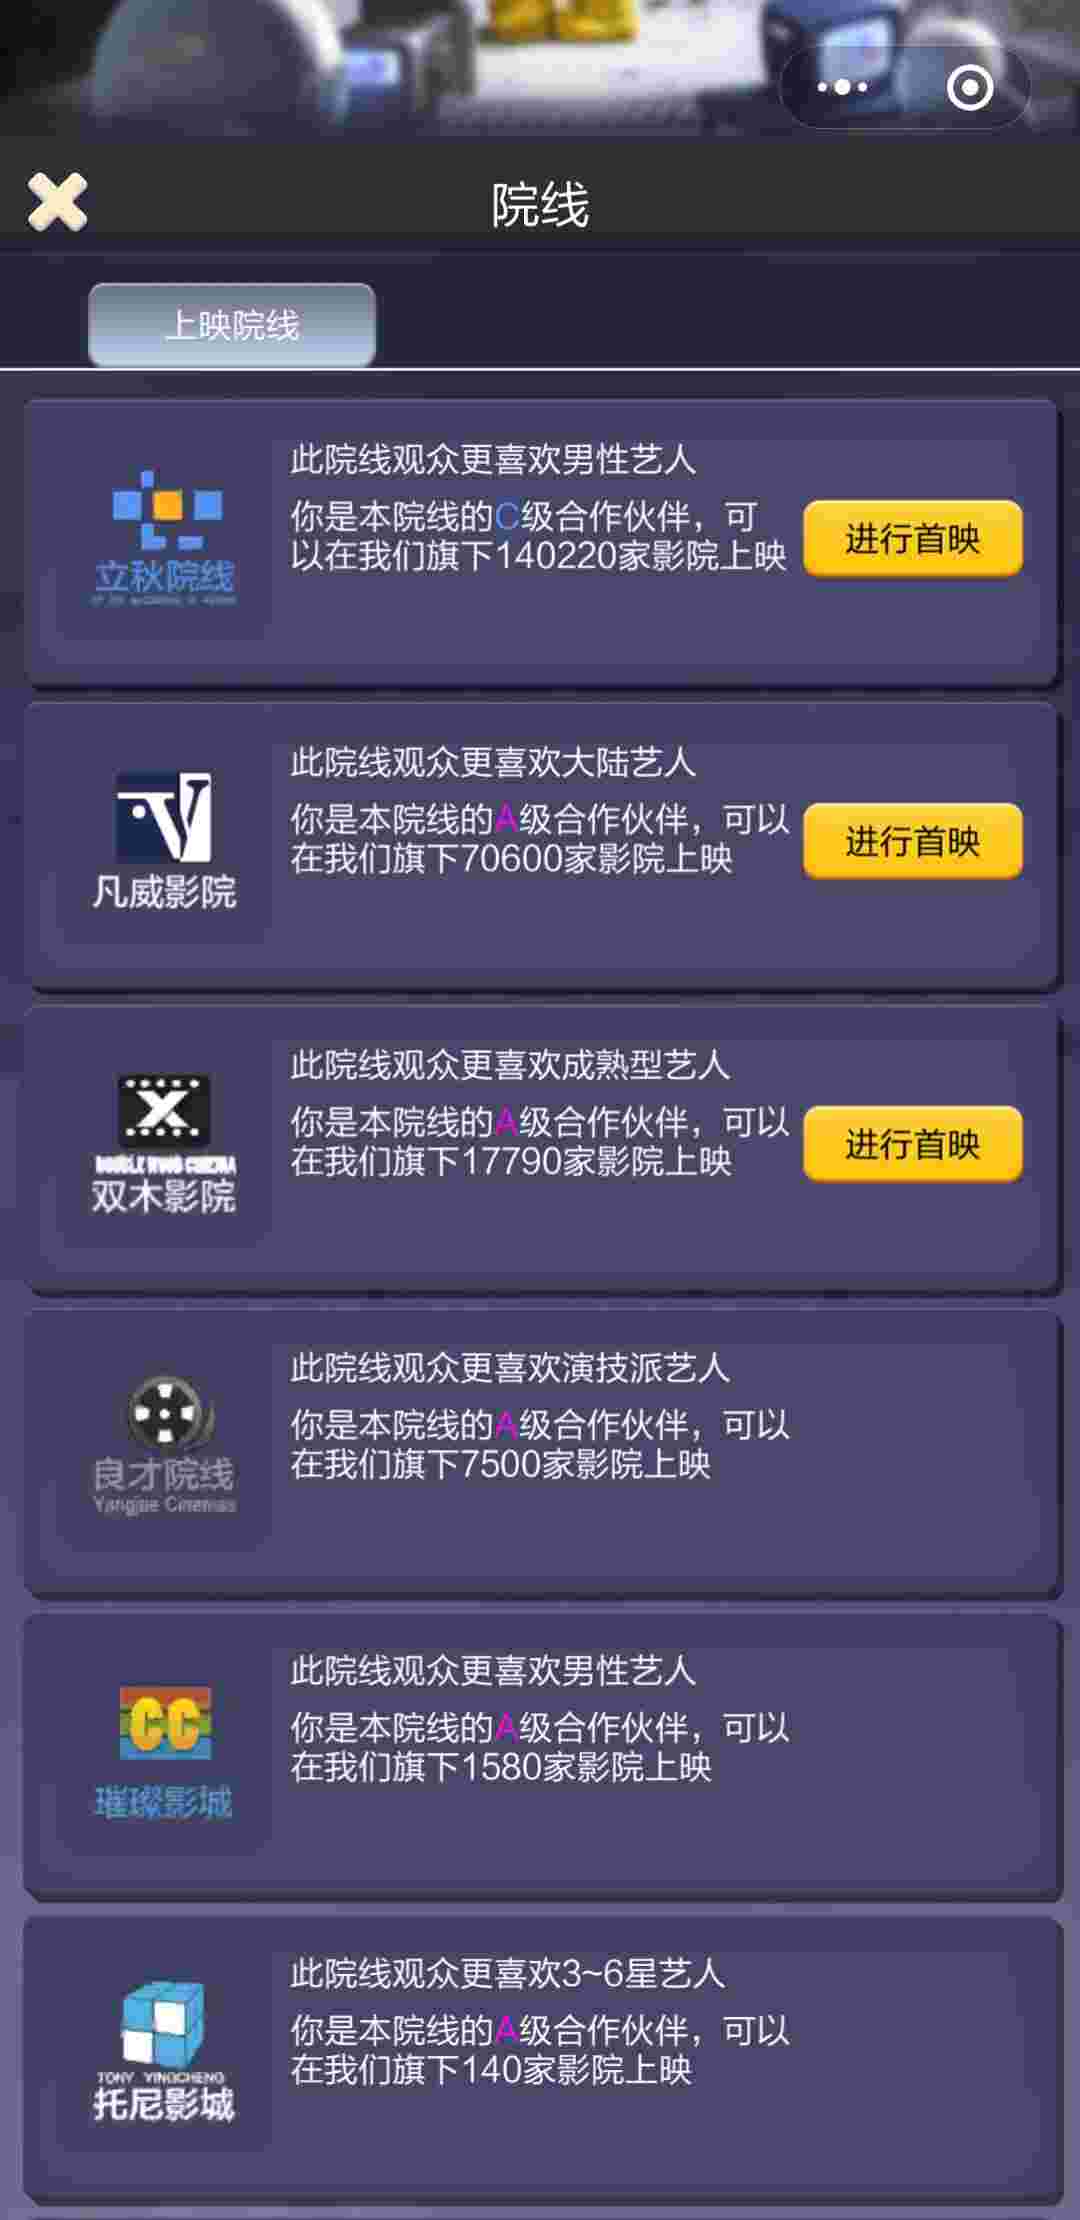 院线
上映院线
此院线观众更喜欢男性艺人
你是本院线的C级合作伙伴，可
以在我们旗下140220家影院上映
进行首映
立秋院线
此院线观众更喜欢大陆艺人
你是本院线的A级合作伙伴，可以
在我们旗下70600家影院上映
进行首映
凡威影院
此院线观众更喜欢成熟型艺人
你是本院线的A级合作伙伴，可以
在我们旗下17790家影院上映
进行首映
DOUBLE WOOD CINEMA
双木影院
此院线观众更喜欢演技派艺人
你是本院线的A级合作伙伴，可以
在我们旗下7500家影院上映
良才院线
Cinemas
此院线观众更喜欢男性艺人
你是本院线的A级合作伙伴，可以
在我们旗下1580家影院上映
CC
璀璨影城
此院线观众更喜欢3~6星艺人
你是本院线的A级合作伙伴，可以
在我们旗下140家影院上映
TONY YINGCHENG
托尼影城